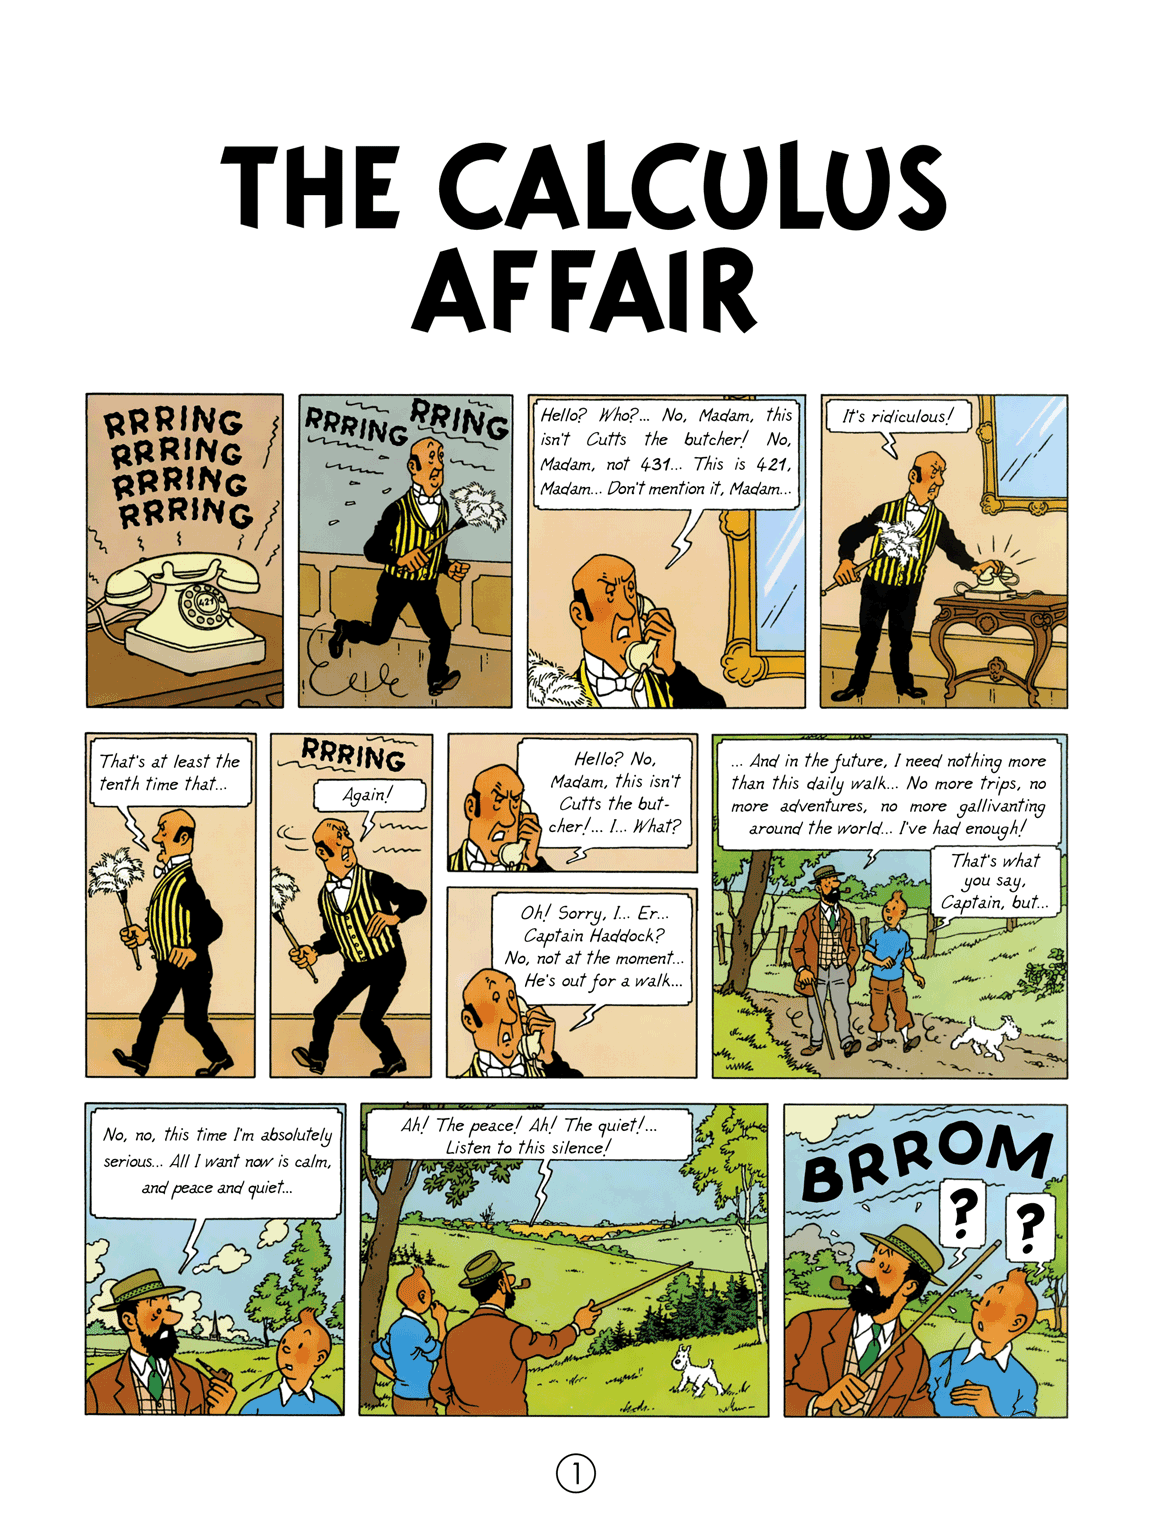 THE CALCULUS
AFFAIR
RRRING
RRRING
RRRING
RRRING
421
RRRING
RRING
Hello? Who?... No, Madam, this
isn't Cutts the butcher! No,
Madam, not 431... This is 421,
Madam... Don't mention it, Madam...
It's ridiculous!
That's at least the
tenth time that...
RRRING
Again!
Hello? No,
Madam, this isn't
Cutts the but-
cher!... I... What?
Oh! Sorry, I... Er...
Captain Haddock?
No, not at the moment...
He's out for a walk...
... And in the future, I need nothing more
than this daily walk... No more trips, no
more adventures, no more gallivanting
around the world... I've had enough!
That's what
you say,
Captain, but...
No, no, this time I'm absolutely
serious... All I want now is calm,
and peace and quiet...
Ah! The peace! Ah! The quiet!...
Listen to this silence!
BRROM
?
?
1